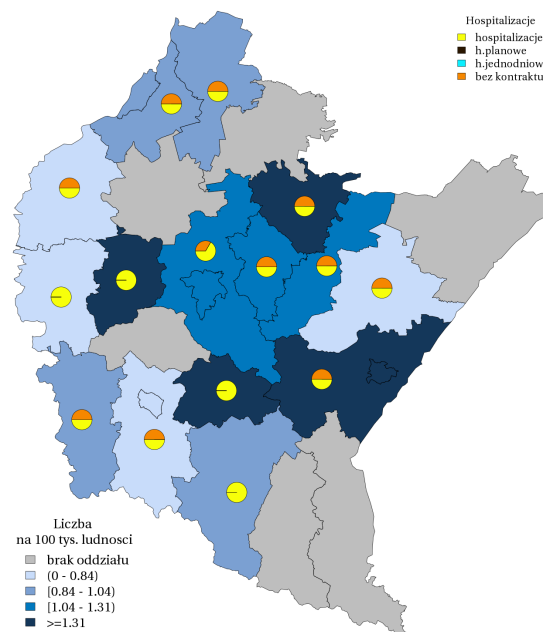 Hospitalizacje
hospitalizacje
h.planowe
h.jednodniow
bez kontraktu
Liczba
na 100 tys. ludnosci
brak oddziału
(0 - 0.84)
[0.84 - 1.04)
[1.04 - 1.31)
>=1.31